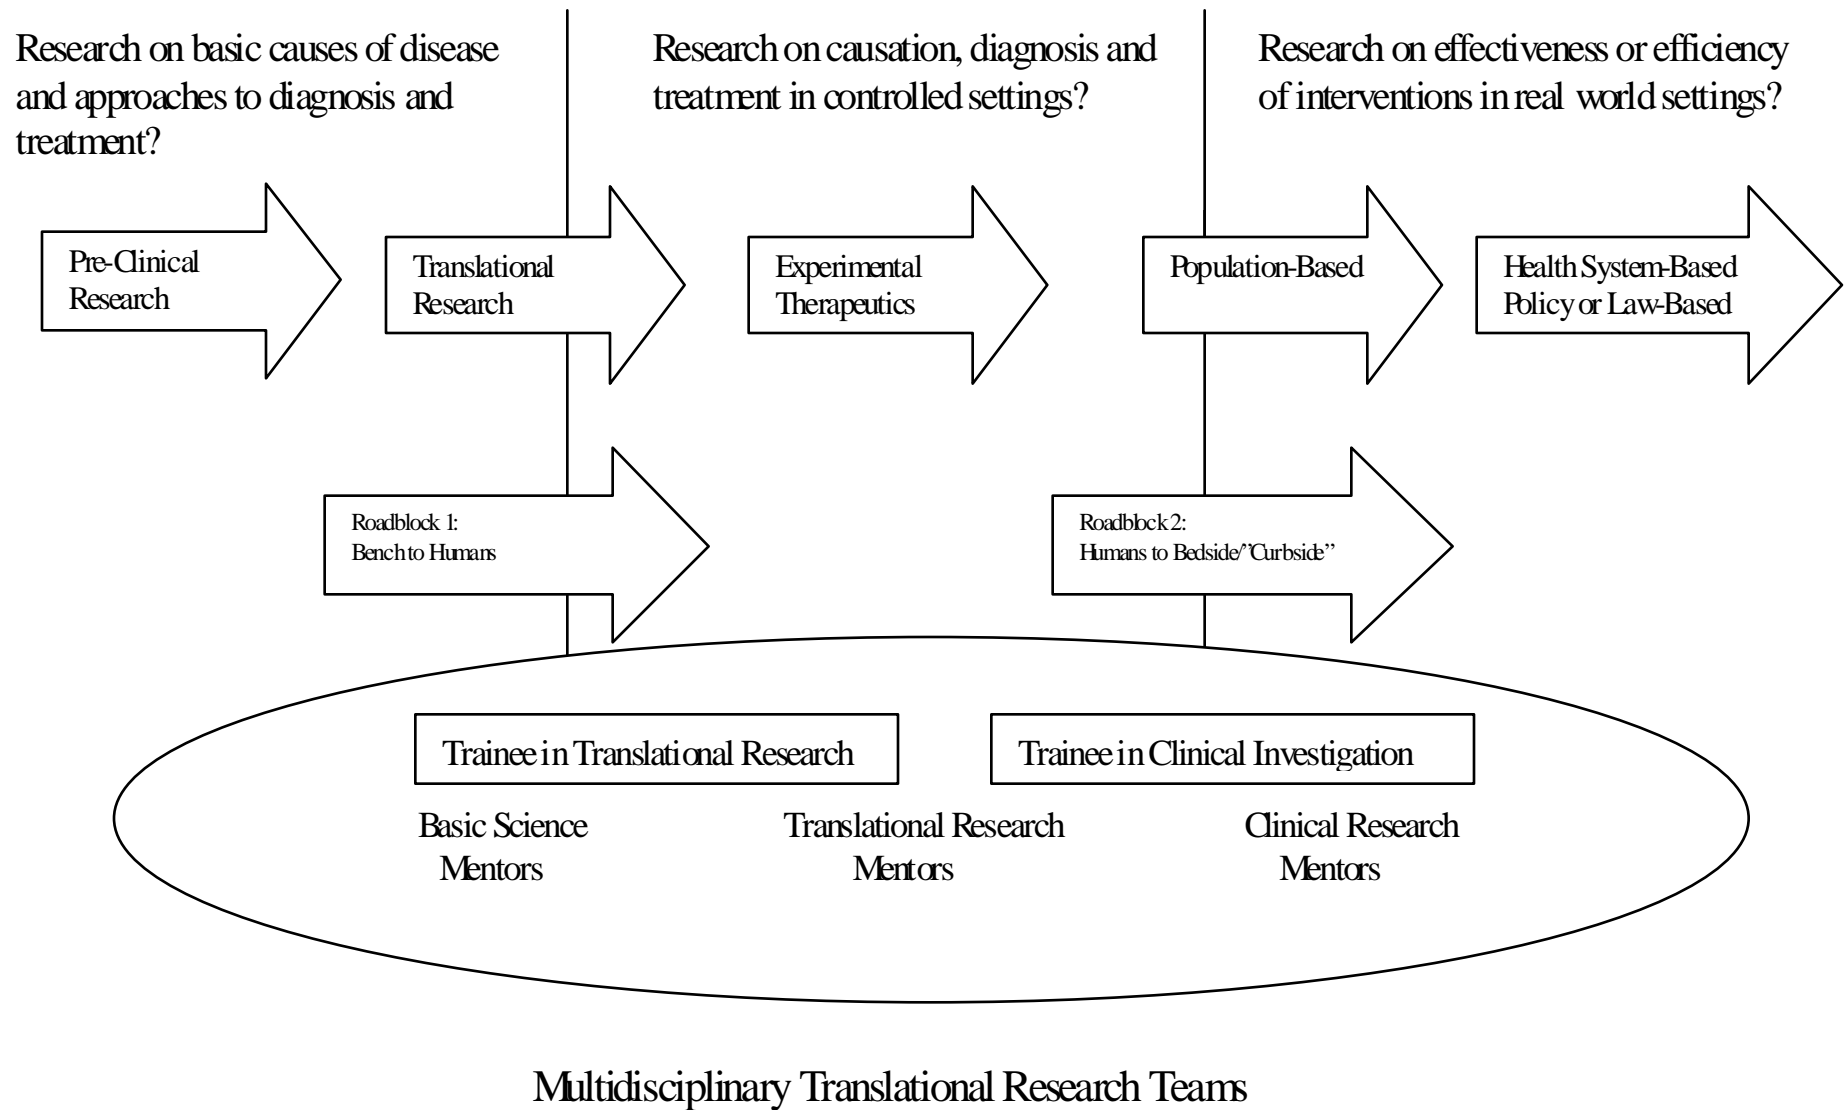 Research on basic causes of disease
and approaches to diagnosis and
treatment?
Research on causation, diagnosis and
treatment in controlled settings?
Research on effectiveness or efficiency
of interventions in real world settings?
Pre-Clinical
Research
Translational
Research
Experimental
Therapeutics
Population-Based
Health System-Based
Policy or Law-Based
Roadblock 1:
Bench to Humans
Roadblock 2:
Humans to Bedside/”Curbside”
Trainee in Translational Research
Trainee in Clinical Investigation
Basic Science
Mentors
Translational Research
Mentors
Clinical Research
Mentors
Multidisciplinary Translational Research Teams